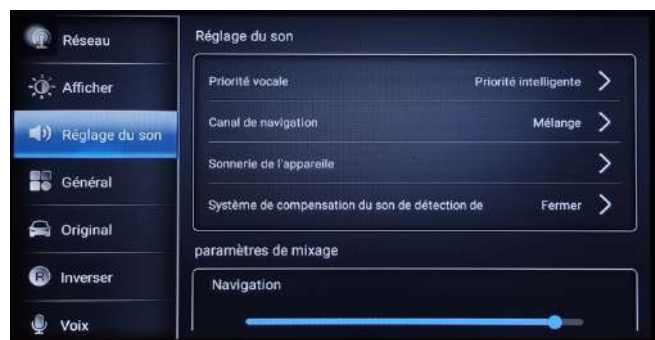 Réseau
Afficher
Réglage du son
Général
Original
Inverser
Voix
Réglage du son
Priorité vocale Priorité intelligente
Canal de navigation Mélange
Sonnerie de l'appareile
Système de compensation du son de détection de Fermer
paramètres de mixage
Navigation